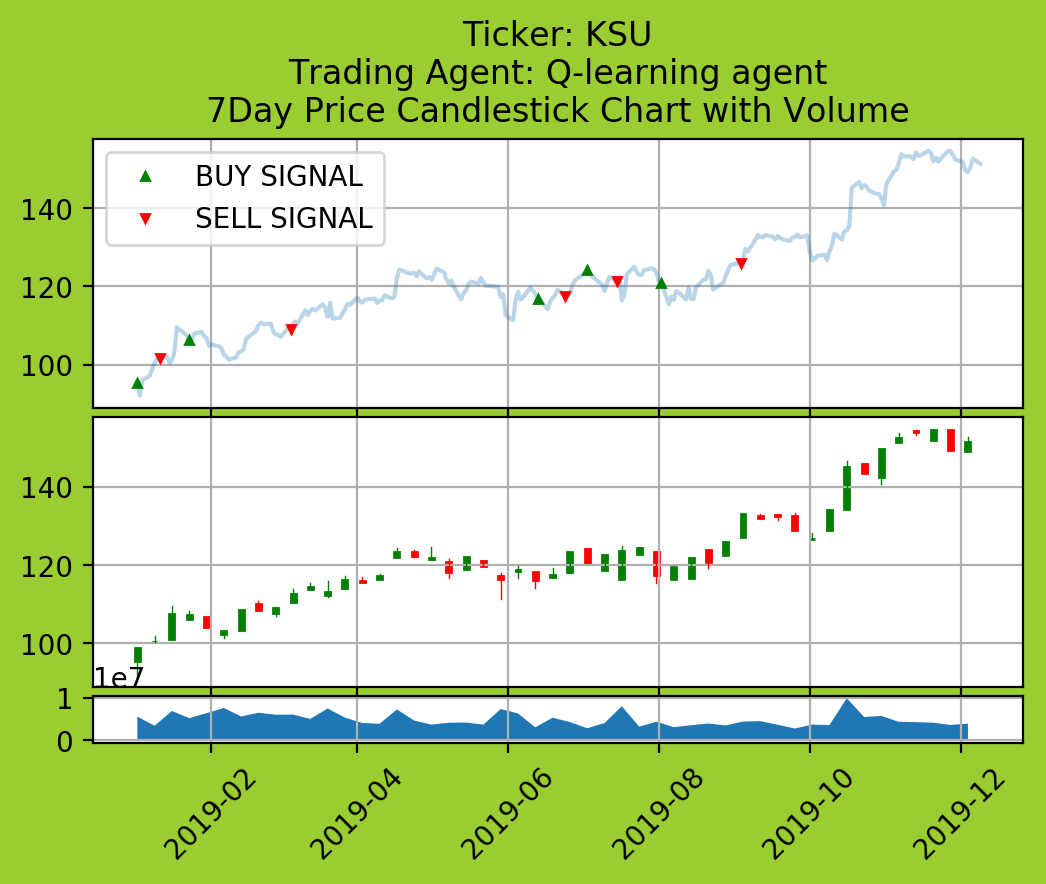 Ticker: KSU
Trading Agent: Q-learning agent
7Day Price Candlestick Chart with Volume
BUY SIGNAL
SELL SIGNAL
140
120
100
140
120
100
1e7
1
0
2019-02
2019-04
2019-06
2019-08
2019-10
2019-12